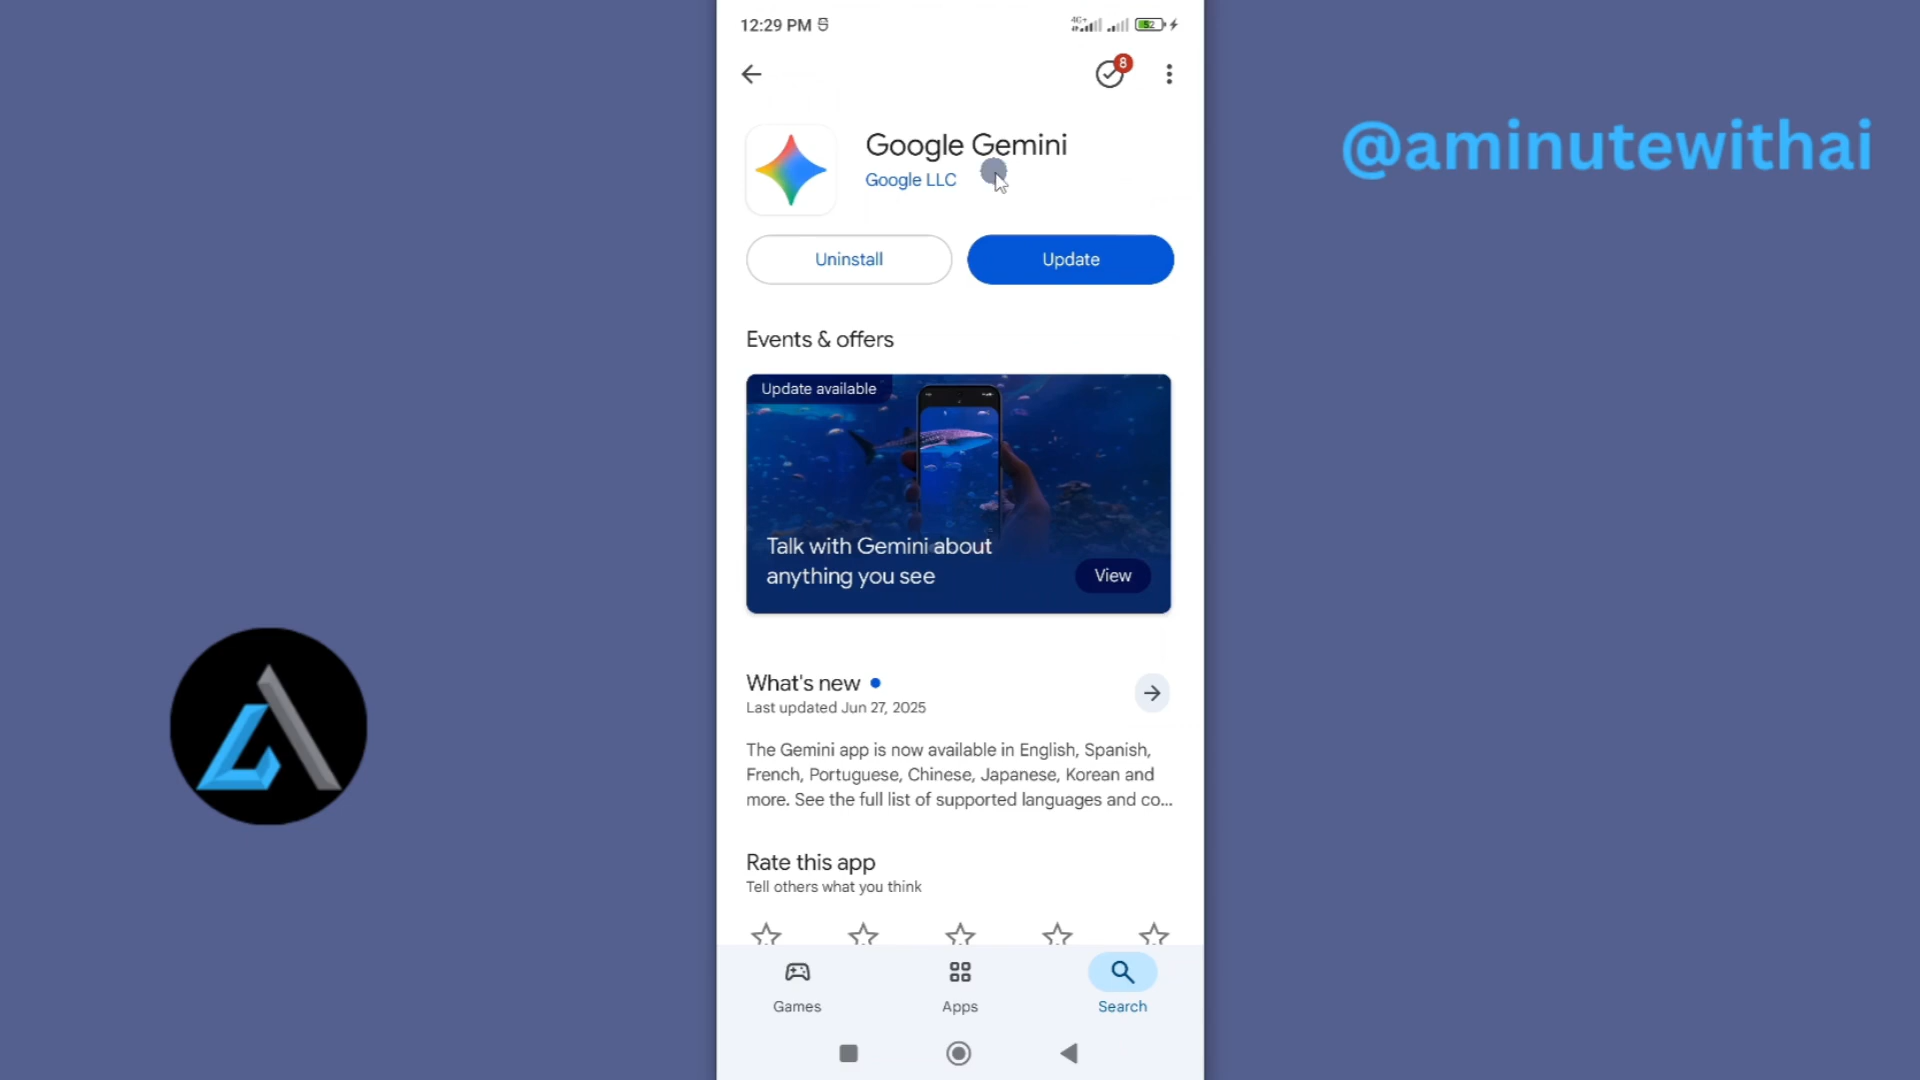 12:29 PM
4G+
52
8
@aminutewithai
Google Gemini
Google LLC
Uninstall
Update
Events & offers
Update available
Talk with Gemini about
anything you see
View
What's new
Last updated Jun 27, 2025
The Gemini app is now available in English, Spanish,
French, Portuguese, Chinese, Japanese, Korean and
more. See the full list of supported languages and co...
Rate this app
Tell others what you think
Games
Apps
Search